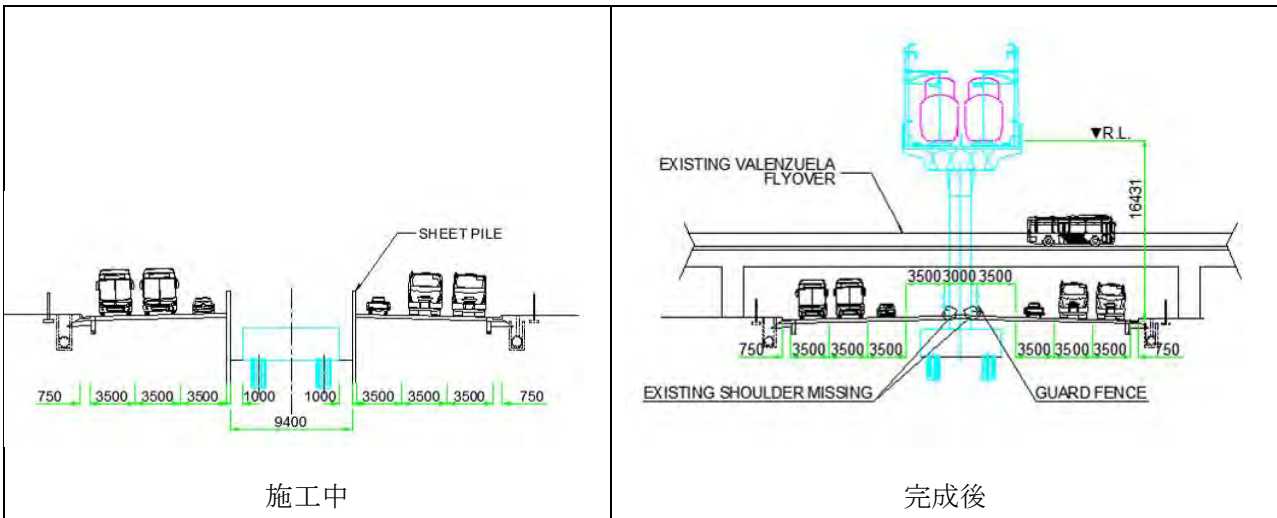 SHEET PILE
750
3500
3500
3500
1000
1000
3500
3500
3500
750
9400
施工中
▼R.L.
EXISTING VALENZUELA
FLYOVER
16431
3500
3000
3500
750
3500
3500
3500
3500
3500
3500
750
EXISTING SHOULDER MISSING
GUARD FENCE
完成後